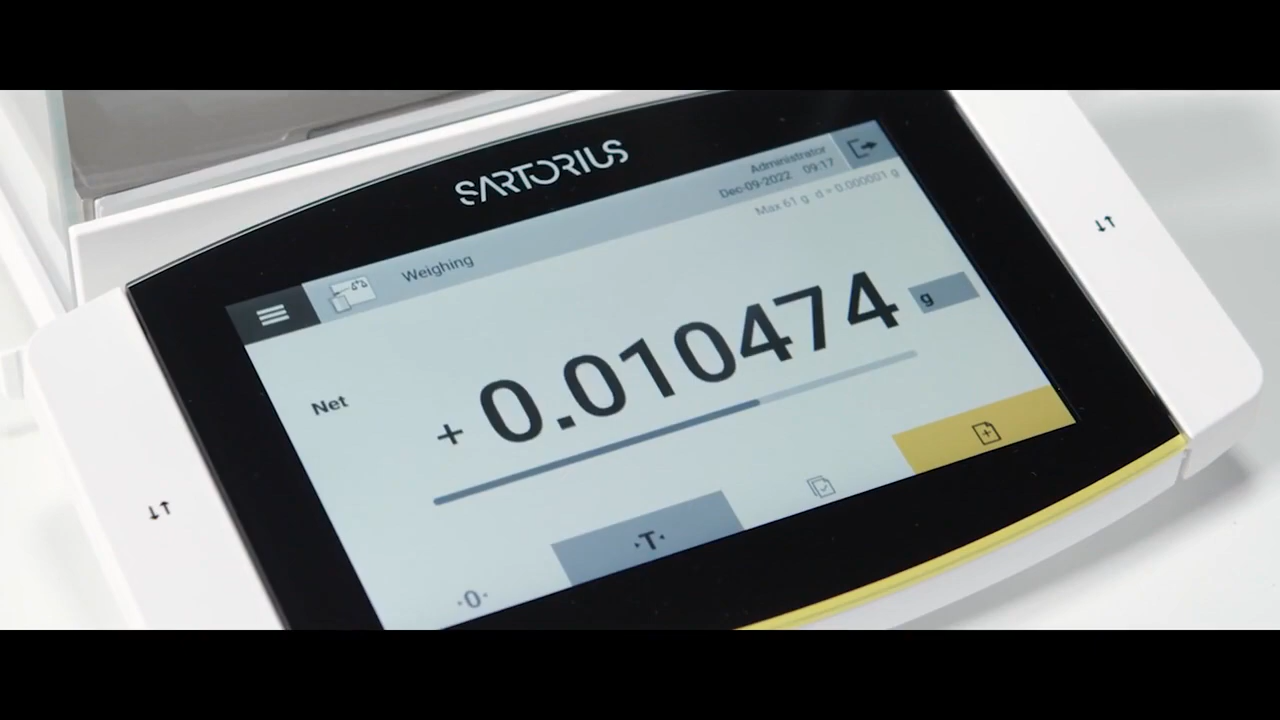 SARTORIUS
Administrator
Dec-09-2022 09:17
Weighing
Max 61 g d = 0.000001 g
Net
+ 0.010474 g
·T·
·0·